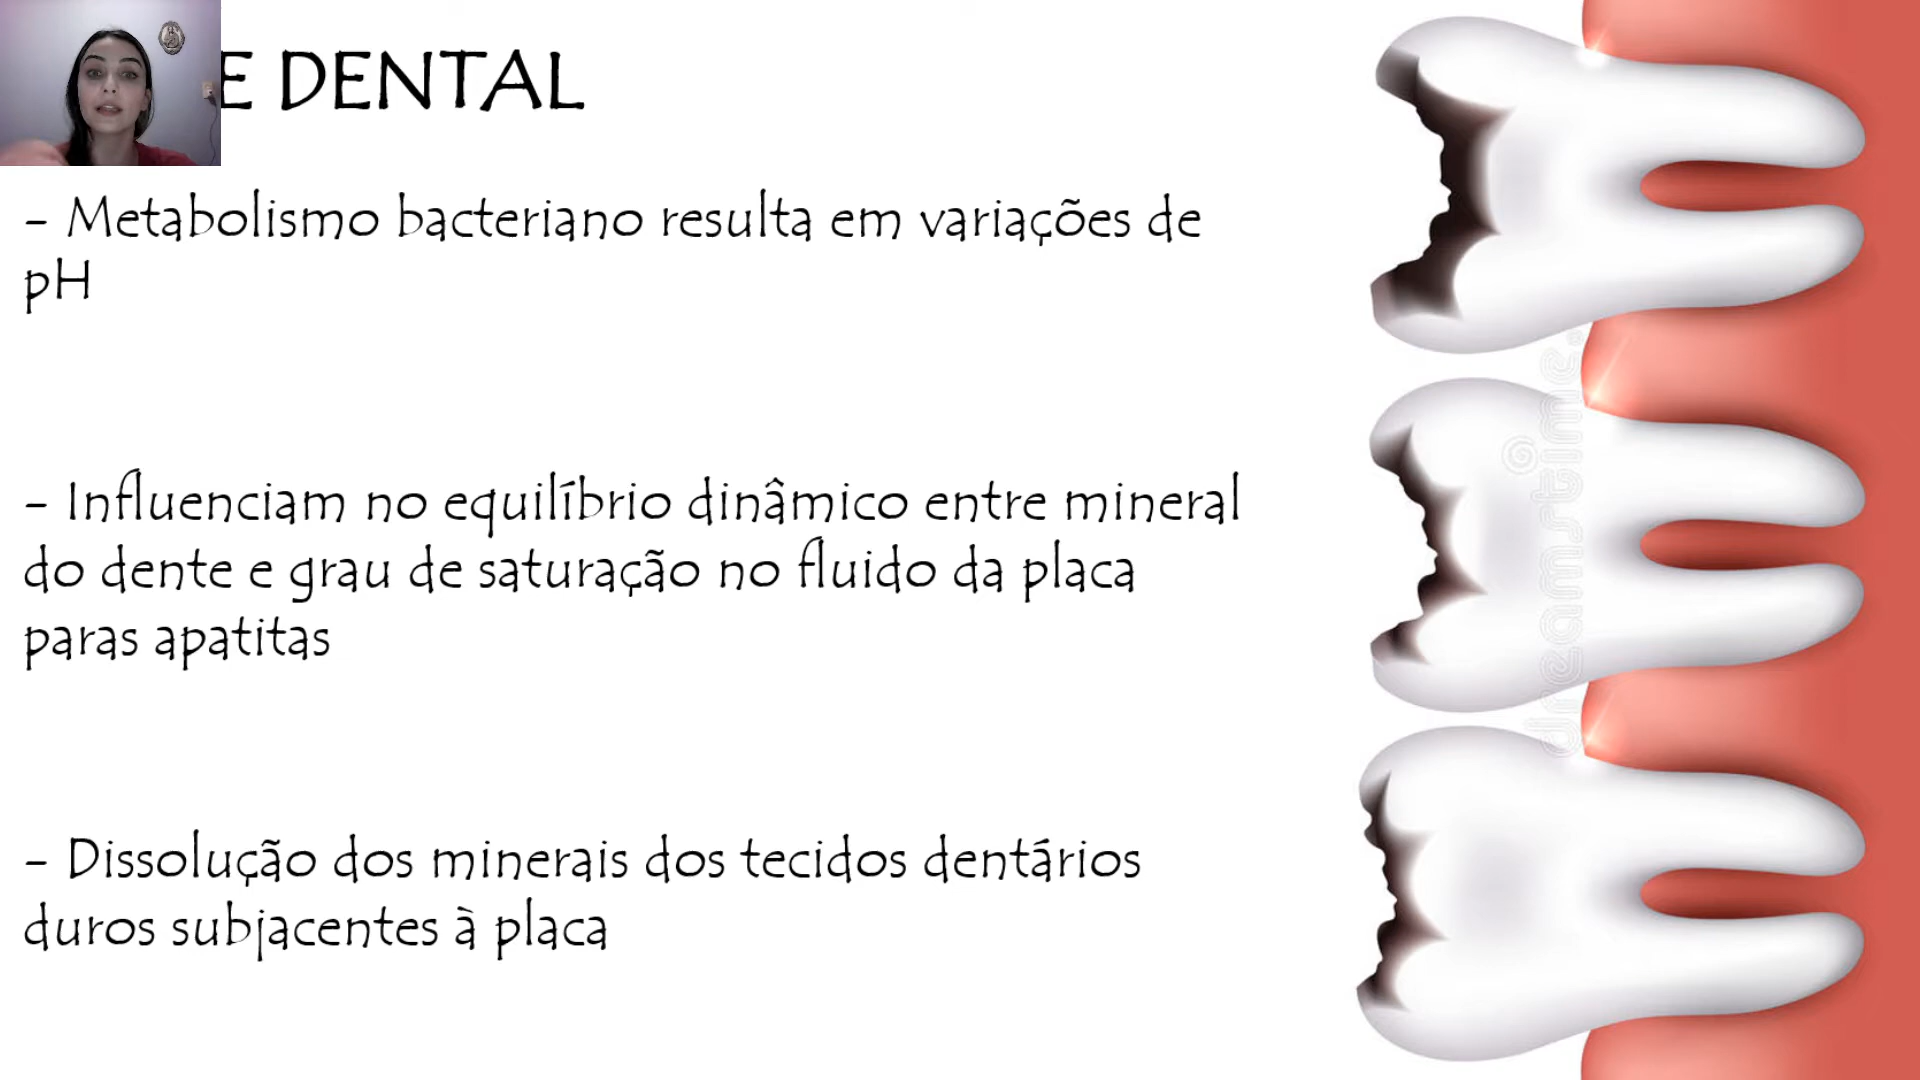 E DENTAL
- Metabolismo bacteriano resulta em variações de
pH
- Influenciam no equilíbrio dinâmico entre mineral
do dente e grau de saturação no fluido da placa
paras apatitas
- Dissolução dos minerais dos tecidos dentários
duros subjacentes à placa
dreamstime.